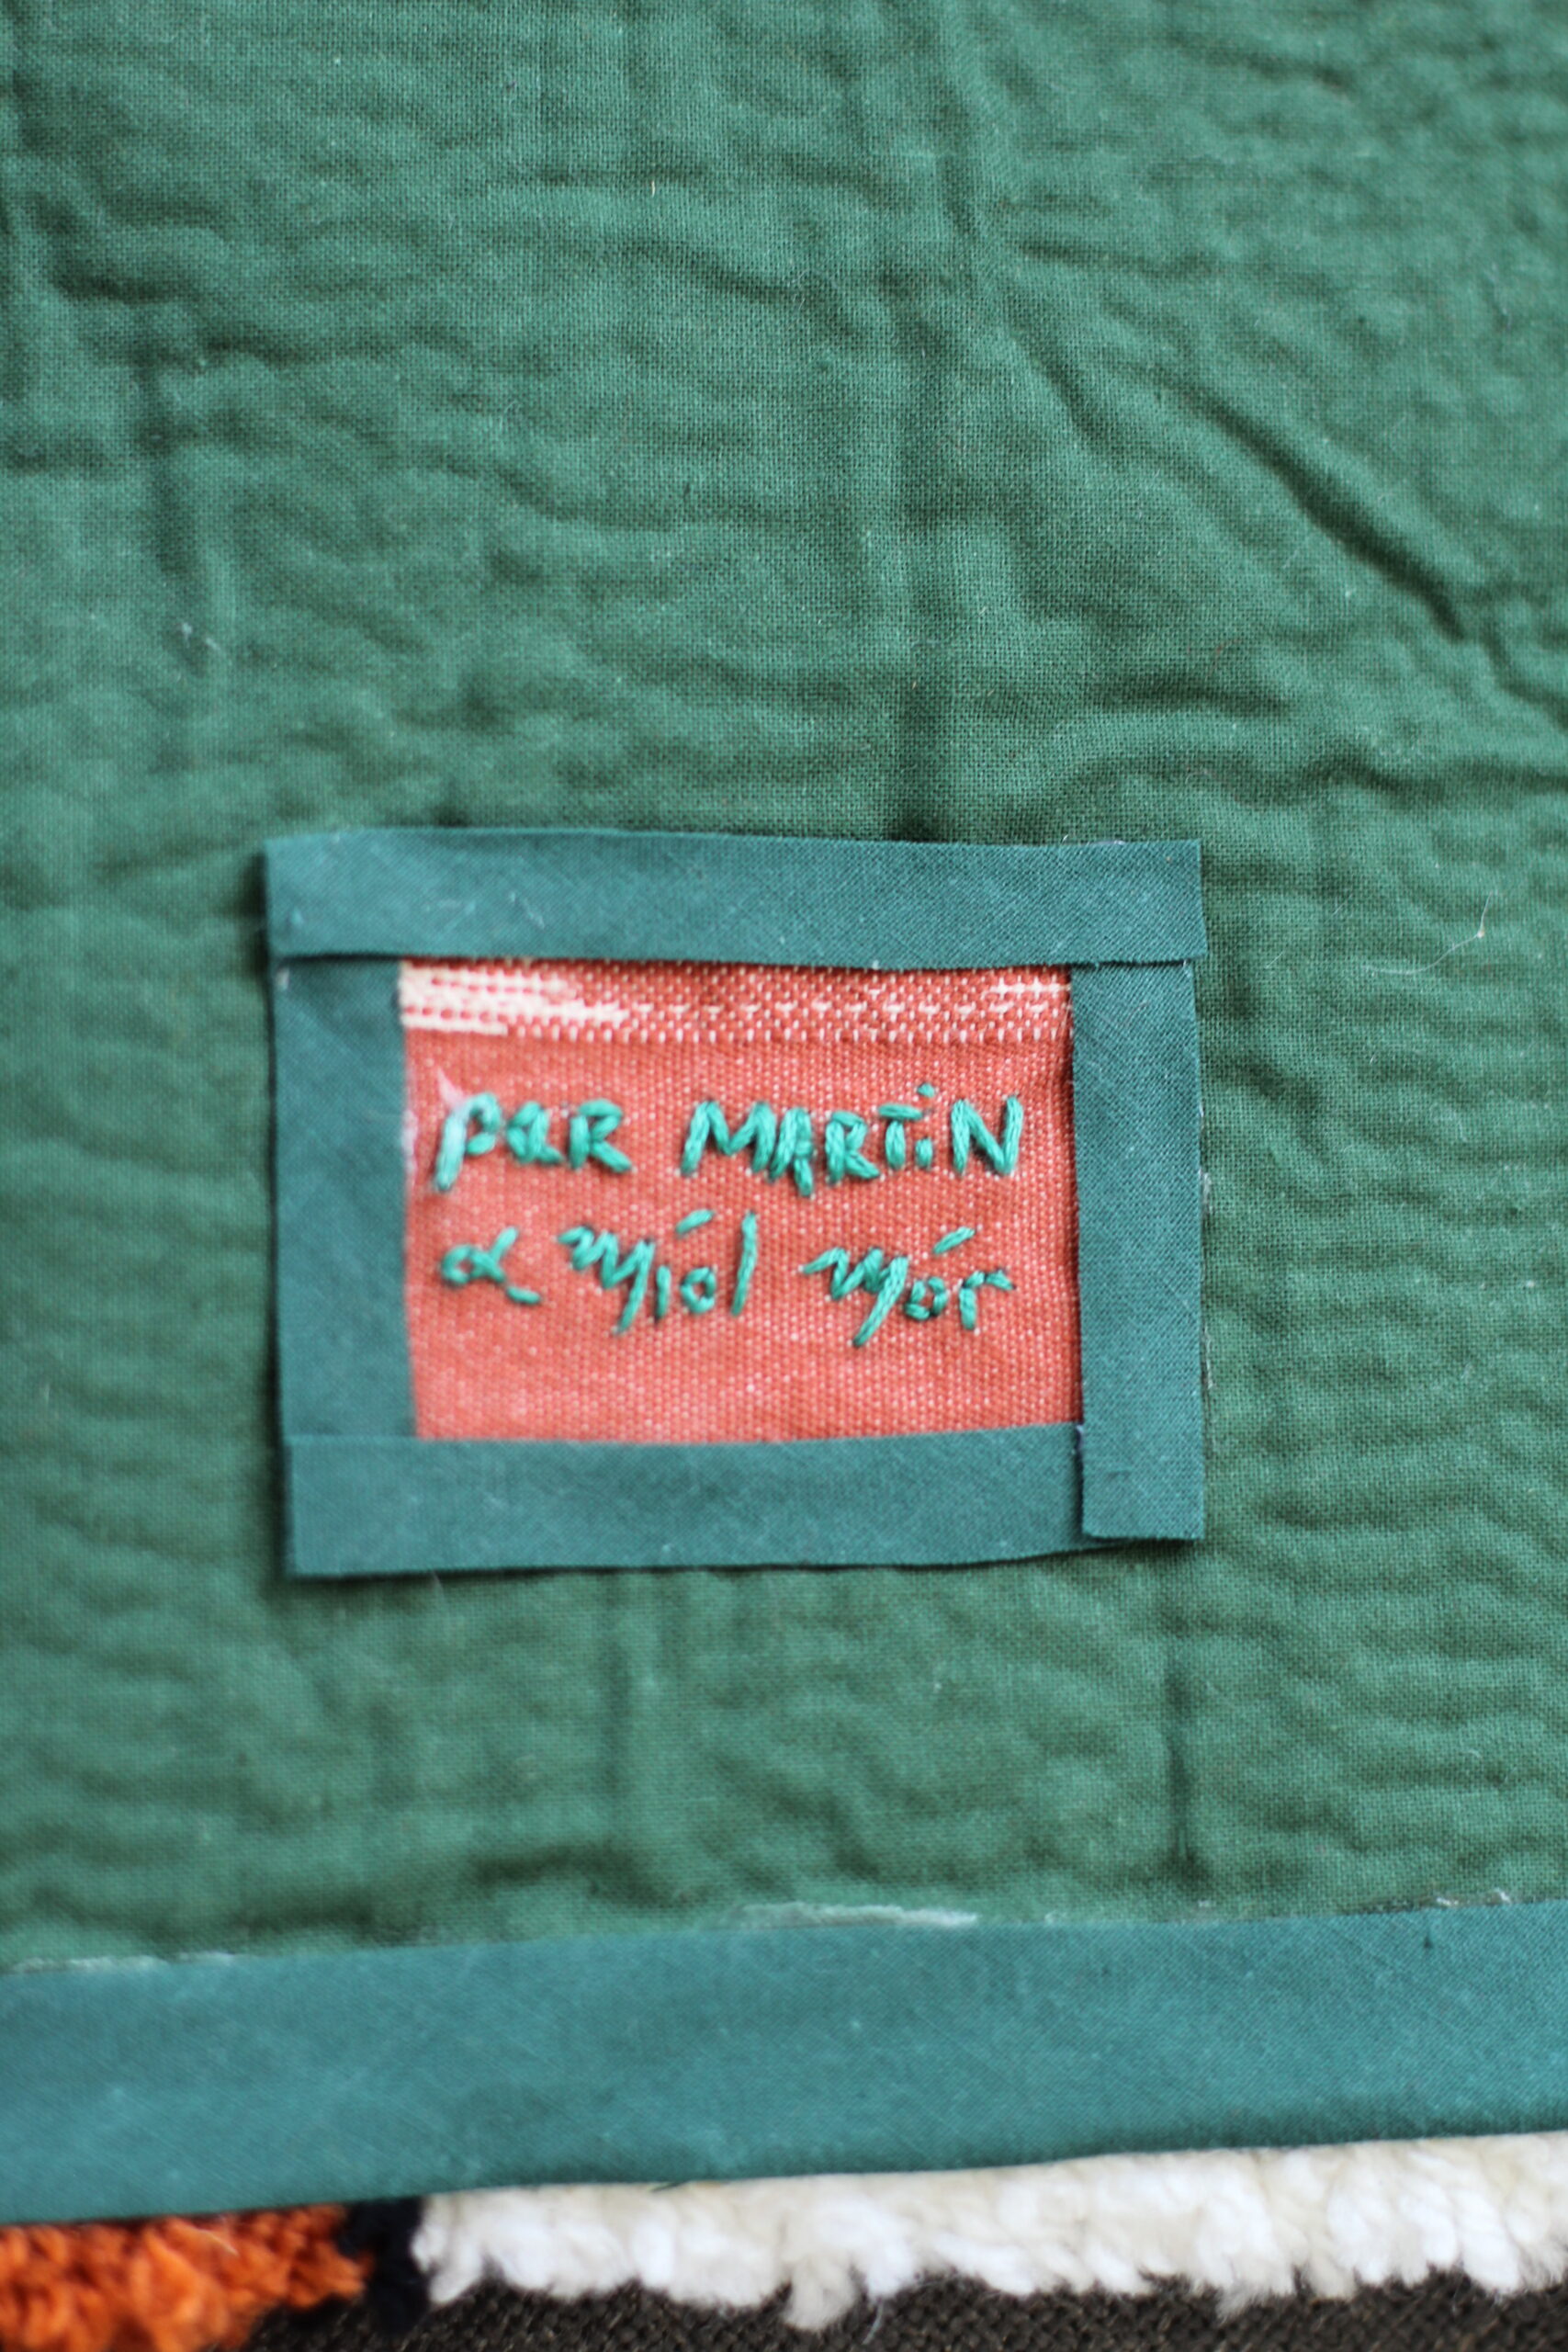 par MARTiN
α Míol Mór